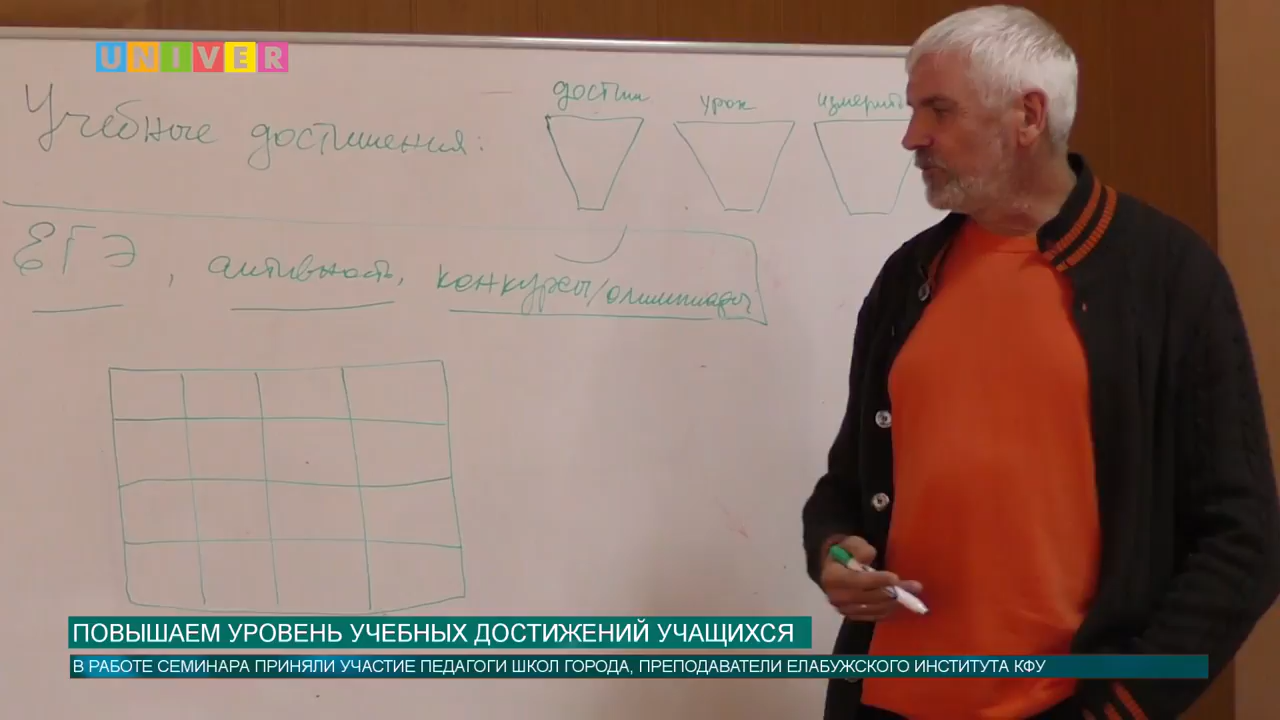 UNIVER
Учебные достижения:
достиж урок измерить
ЕГЭ, активность, конкурсы/олимпиады
ПОВЫШАЕМ УРОВЕНЬ УЧЕБНЫХ ДОСТИЖЕНИЙ УЧАЩИХСЯ
В РАБОТЕ СЕМИНАРА ПРИНЯЛИ УЧАСТИЕ ПЕДАГОГИ ШКОЛ ГОРОДА, ПРЕПОДАВАТЕЛИ ЕЛАБУЖСКОГО ИНСТИТУТА КФУ